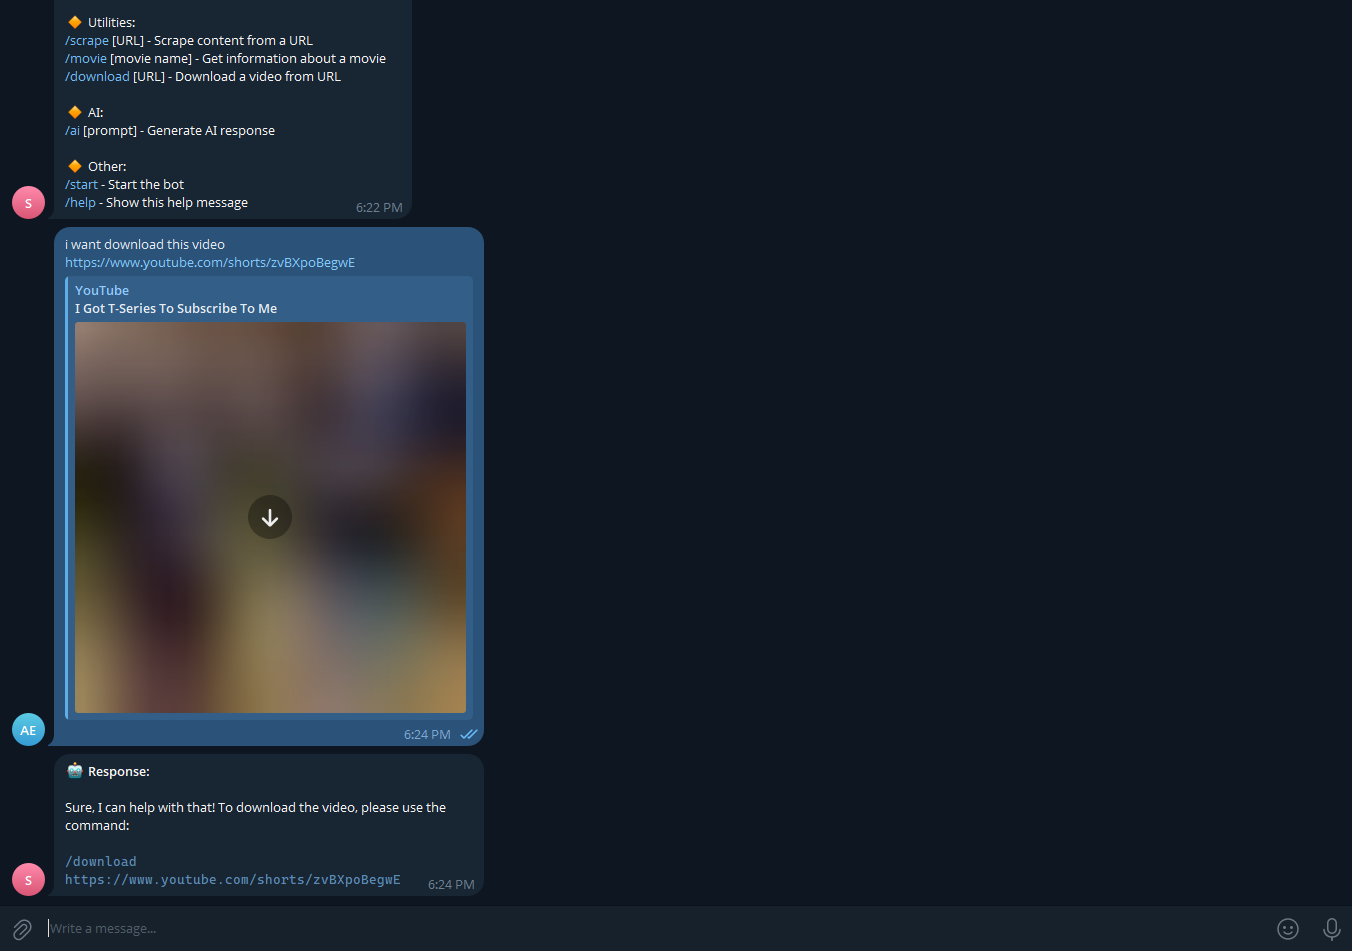 🔶 Utilities:
/scrape [URL] - Scrape content from a URL
/movie [movie name] - Get information about a movie
/download [URL] - Download a video from URL
🔶 AI:
/ai [prompt] - Generate AI response
🔶 Other:
/start - Start the bot
/help - Show this help message
6:22 PM
S
i want download this video
https://www.youtube.com/shorts/zvBXpoBegwE
YouTube
I Got T-Series To Subscribe To Me
6:24 PM
AE
🤖 Response:
Sure, I can help with that! To download the video, please use the
command:
/download
https://www.youtube.com/shorts/zvBXpoBegwE
6:24 PM
S
Write a message...